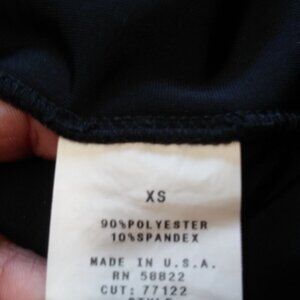 XS
90%POLYESTER
10%SPANDEX
MADE IN U.S.A.
RN 58822
CUT: 77122